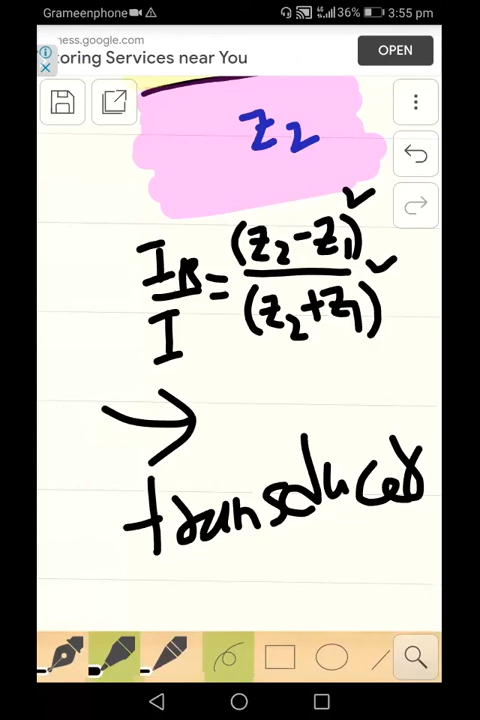 Grameenphone 36% 3:55 pm
ness.google.com
toring Services near You
OPEN
Z2
IR/I = (Z2-Z1)²/(Z2+Z1)²
→
transducer